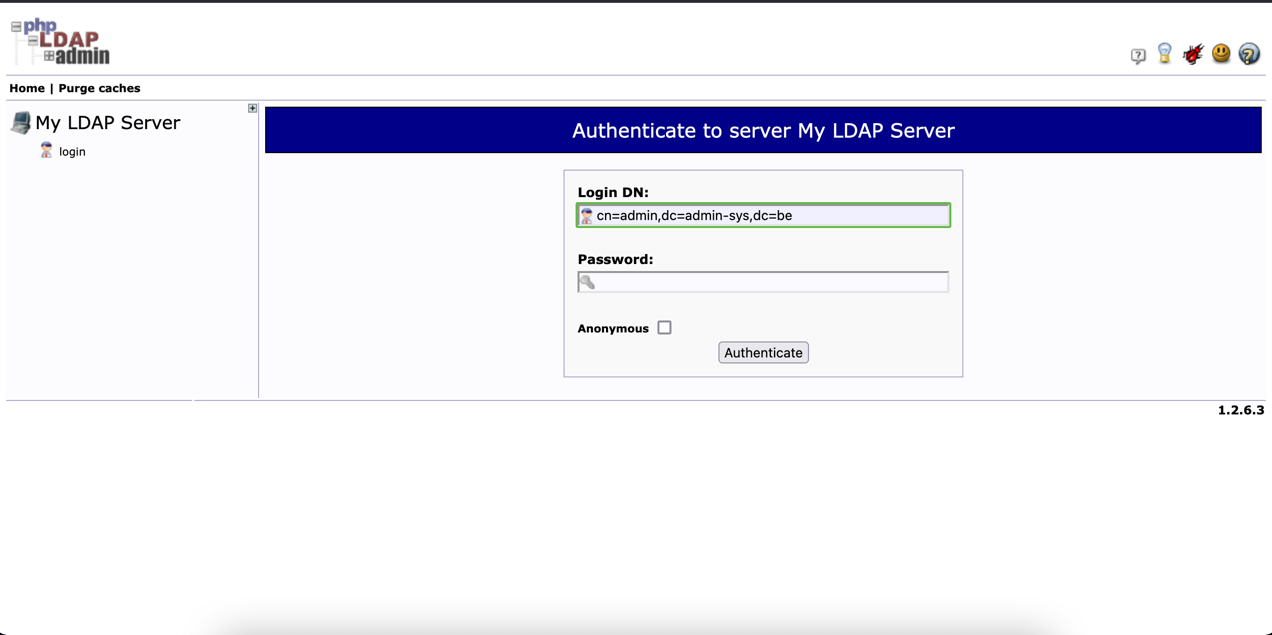 php
LDAP
admin
Home | Purge caches
My LDAP Server
login
Authenticate to server My LDAP Server
Login DN:
cn=admin,dc=admin-sys,dc=be
Password:
Anonymous
Authenticate
1.2.6.3